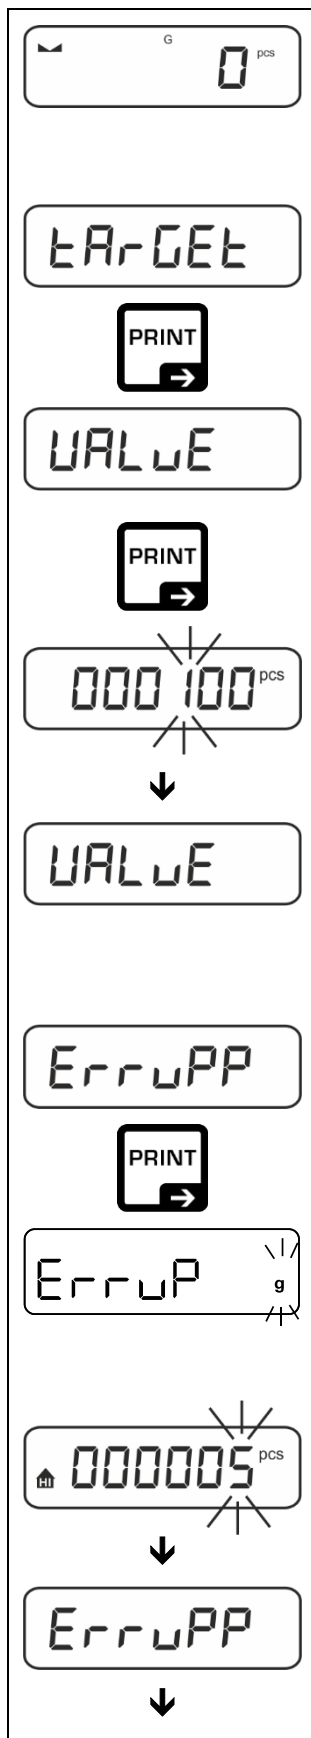 G
0 pcs
tArGEt
PRINT
VALuE
PRINT
000100 pcs
VALuE
ErruPP
PRINT
ErruP g
HI 000005 pcs
ErruPP